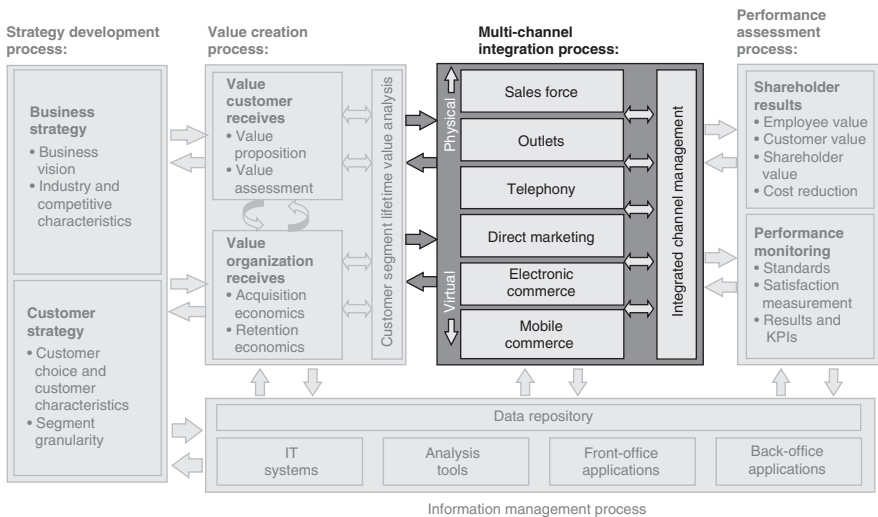 Strategy development
process:
Business
strategy
• Business
vision
• Industry and
competitive
characteristics
Customer
strategy
• Customer
choice and
customer
characteristics
• Segment
granularity
Value creation
process:
Value
customer
receives
• Value
proposition
• Value
assessment
Value
organization
receives
• Acquisition
economics
• Retention
economics
Customer segment lifetime value analysis
Multi-channel
integration process:
Physical
Virtual
Sales force
Outlets
Telephony
Direct marketing
Electronic
commerce
Mobile
commerce
Integrated channel management
Performance
assessment
process:
Shareholder
results
• Employee value
• Customer value
• Shareholder
value
• Cost reduction
Performance
monitoring
• Standards
• Satisfaction
measurement
• Results and
KPIs
Data repository
IT
systems
Analysis
tools
Front-office
applications
Back-office
applications
Information management process